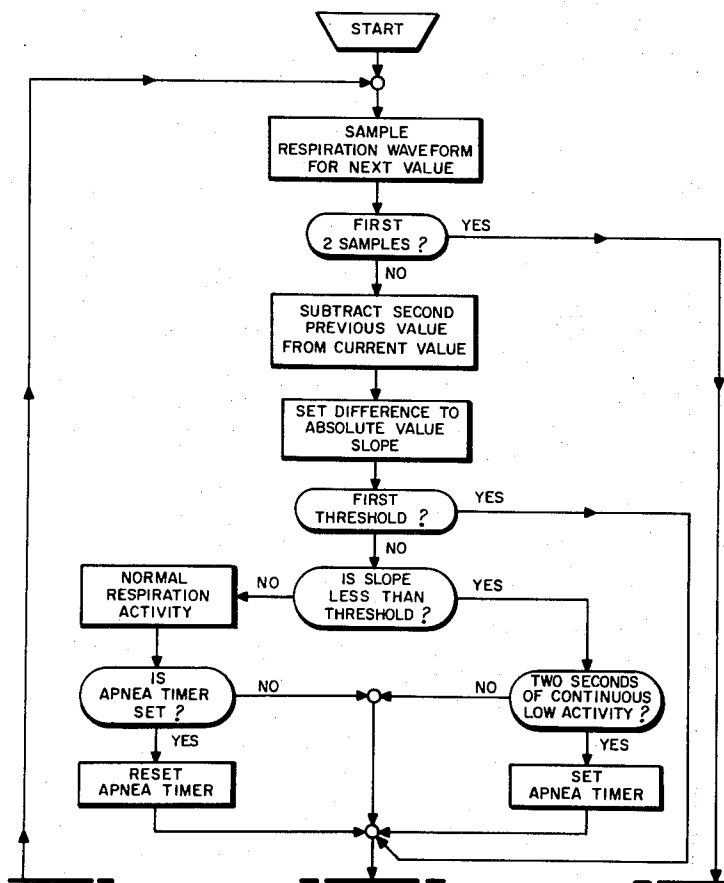 START
SAMPLE
RESPIRATION WAVEFORM
FOR NEXT VALUE
FIRST
2 SAMPLES ?
YES
NO
SUBTRACT SECOND
PREVIOUS VALUE
FROM CURRENT VALUE
SET DIFFERENCE TO
ABSOLUTE VALUE
SLOPE
FIRST
THRESHOLD ?
YES
NO
IS SLOPE
LESS THAN
THRESHOLD ?
NO
YES
NORMAL
RESPIRATION
ACTIVITY
IS
APNEA TIMER
SET ?
NO
YES
RESET
APNEA TIMER
TWO SECONDS
OF CONTINUOUS
LOW ACTIVITY ?
NO
YES
SET
APNEA TIMER